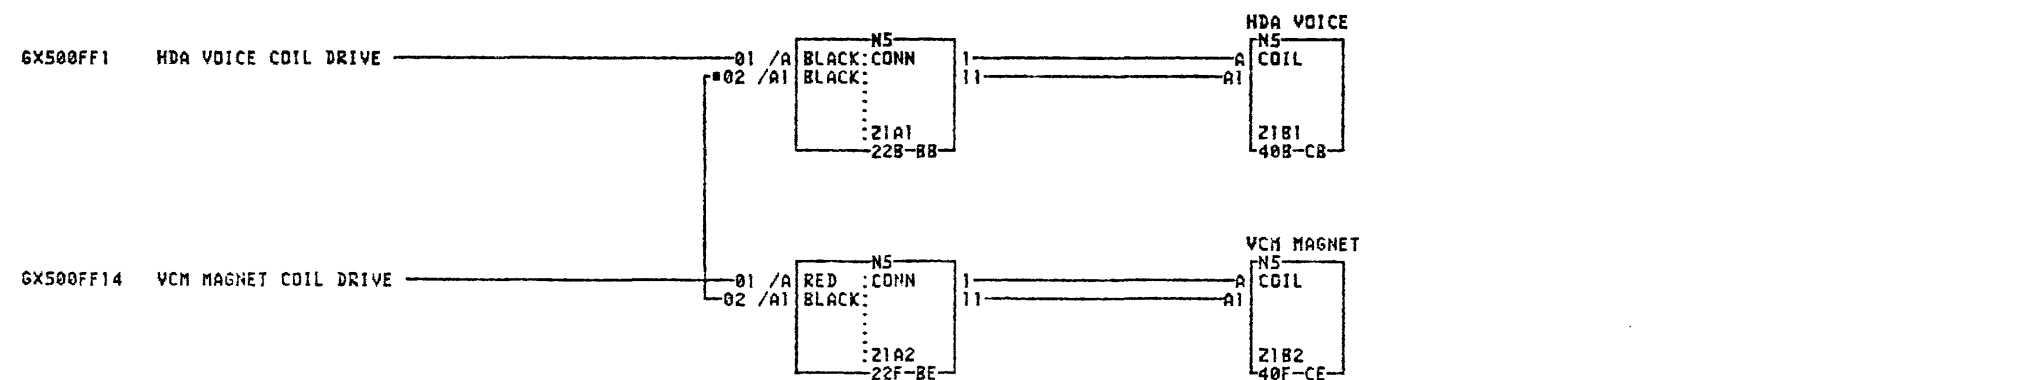 HDA VOICE
N5 N5
GX500FF1 HDA VOICE COIL DRIVE 01 /A BLACK:CONN 1 A COIL
02 /A1 BLACK: 11 A1
Z1A1 Z1B1
22B-BB 40B-CB
VCM MAGNET
N5 N5
GX500FF14 VCM MAGNET COIL DRIVE 01 /A RED :CONN 1 A COIL
02 /A1 BLACK: 11 A1
Z1A2 Z1B2
22F-BE 40F-CE